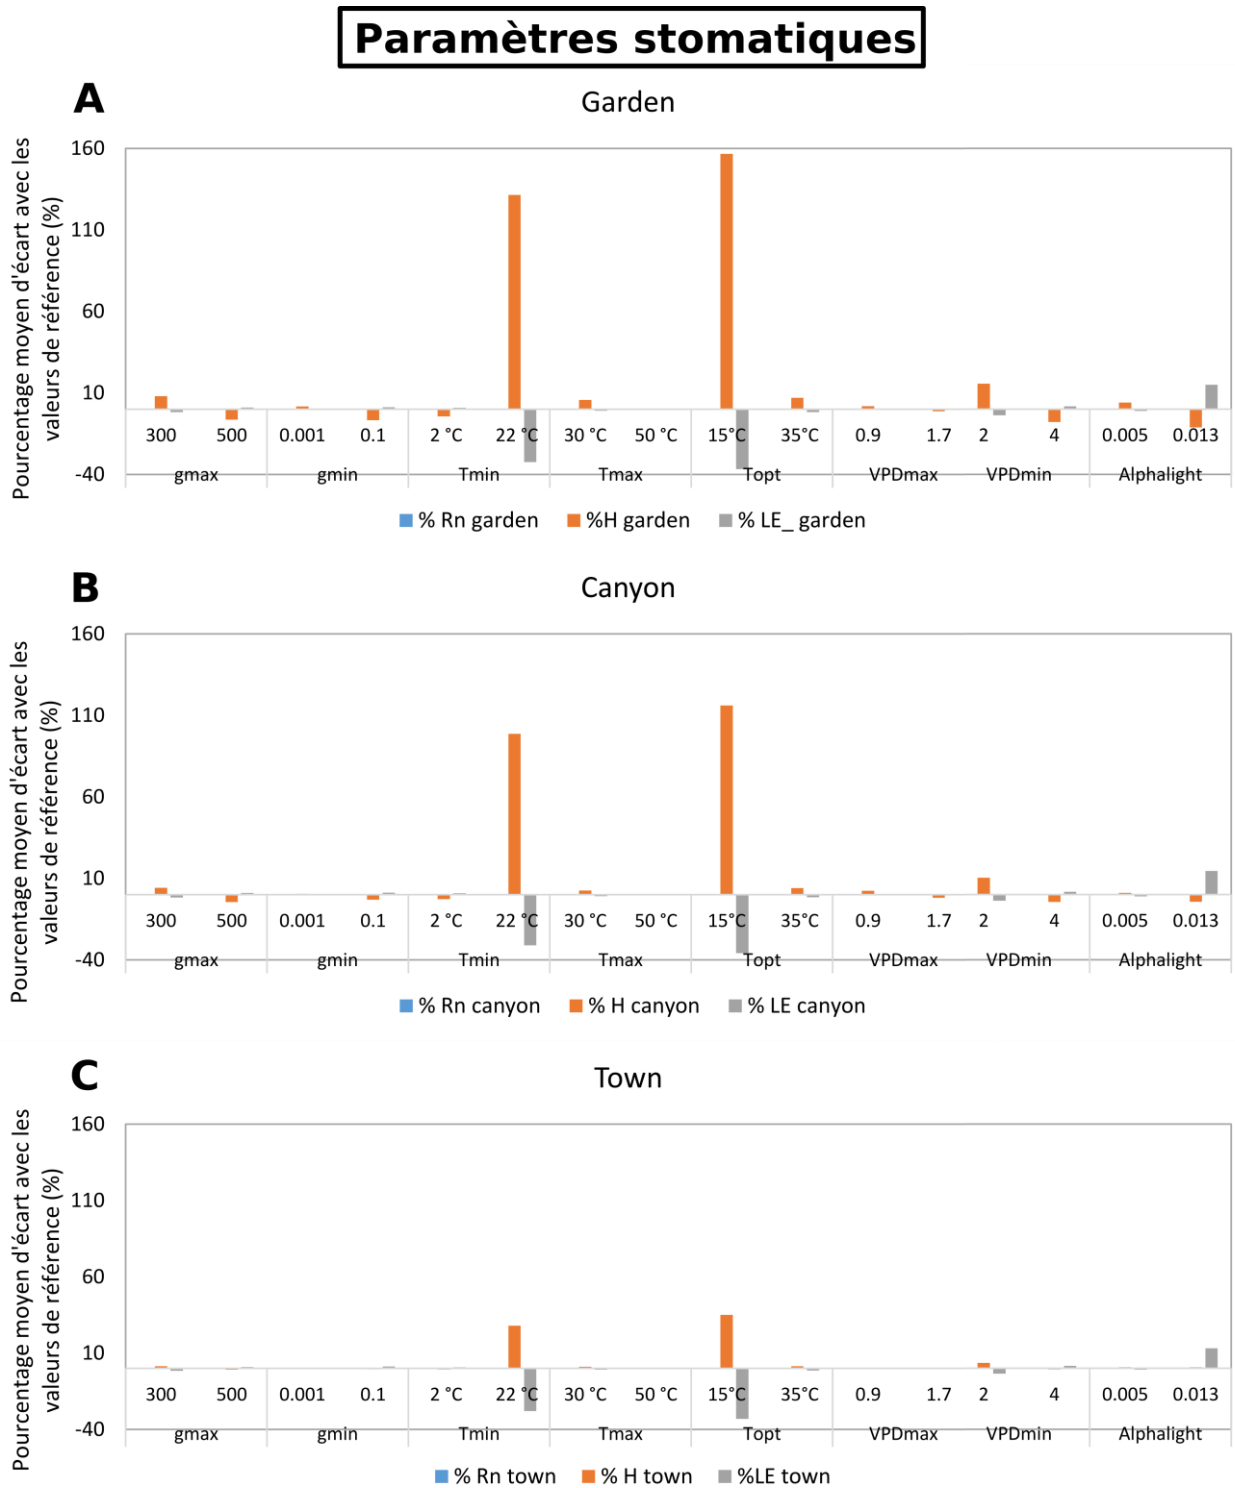 Paramètres stomatiques
A
Garden
Pourcentage moyen d'écart avec les
valeurs de référence (%)
160
110
60
10
-40
300 500 0.001 0.1 2 °C 22 °C 30 °C 50 °C 15°C 35°C 0.9 1.7 2 4 0.005 0.013
gmax gmin Tmin Tmax Topt VPDmax VPDmin Alphalight
% Rn garden %H garden % LE_ garden
B
Canyon
Pourcentage moyen d'écart avec les
valeurs de référence (%)
160
110
60
10
-40
300 500 0.001 0.1 2 °C 22 °C 30 °C 50 °C 15°C 35°C 0.9 1.7 2 4 0.005 0.013
gmax gmin Tmin Tmax Topt VPDmax VPDmin Alphalight
% Rn canyon % H canyon % LE canyon
C
Town
Pourcentage moyen d'écart avec les
valeurs de référence (%)
160
110
60
10
-40
300 500 0.001 0.1 2 °C 22 °C 30 °C 50 °C 15°C 35°C 0.9 1.7 2 4 0.005 0.013
gmax gmin Tmin Tmax Topt VPDmax VPDmin Alphalight
% Rn town % H town %LE town